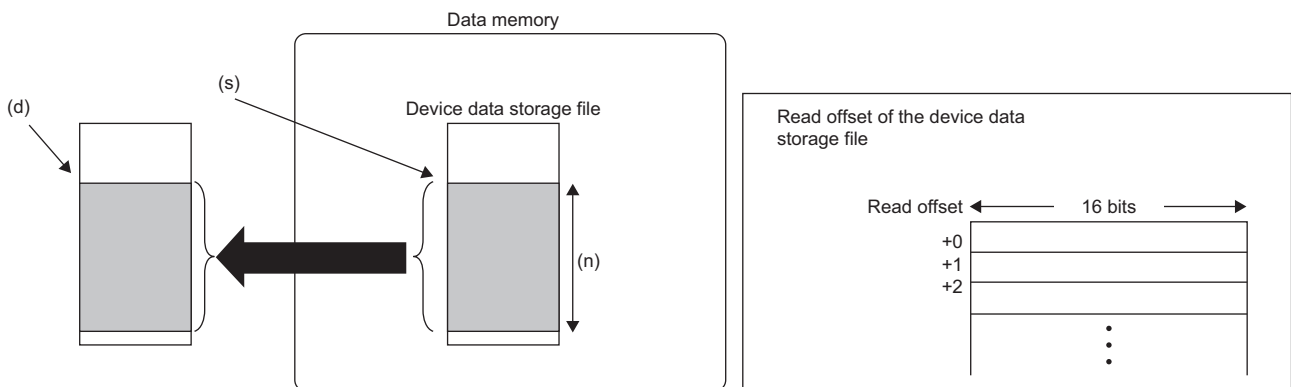 Data memory
(s)
(d)
Device data storage file
(n)
Read offset of the device data
storage file
Read offset
16 bits
+0
+1
+2